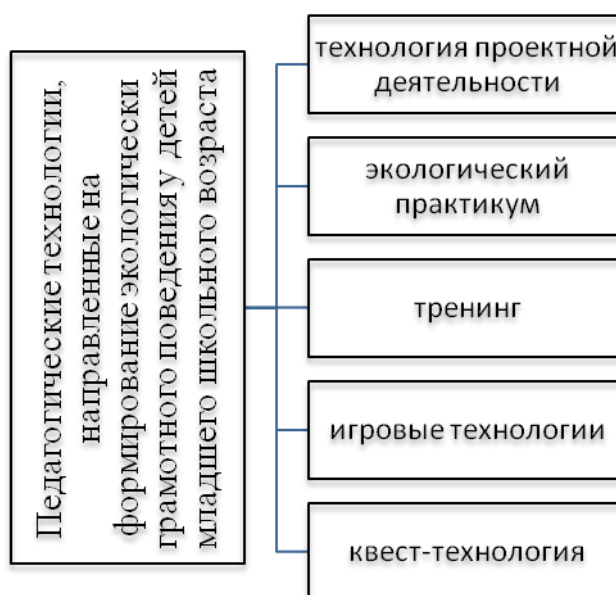 Педагогические технологии,
направленные на
формирование экологически
грамотного поведения у детей
младшего школьного возраста
технология проектной
деятельности
экологический
практикум
тренинг
игровые технологии
квест-технология